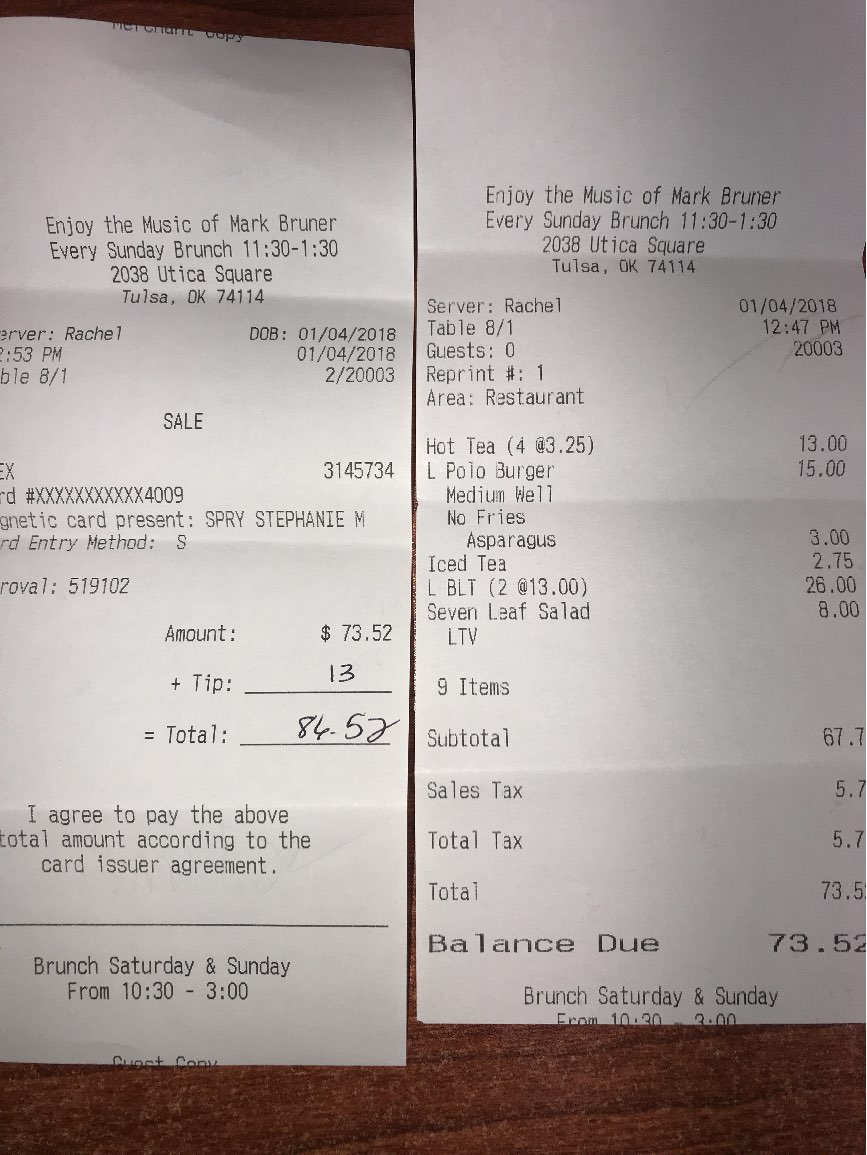 Merchant Copy
Enjoy the Music of Mark Bruner
Every Sunday Brunch 11:30-1:30
2038 Utica Square
Tulsa, OK 74114
erver: Rachel DOB: 01/04/2018
2:53 PM 01/04/2018
ble 8/1 2/20003
SALE
EX 3145734
rd #XXXXXXXXXXX4009
gnetic card present: SPRY STEPHANIE M
rd Entry Method: S
roval: 519102
Amount: $ 73.52
+ Tip: 13
= Total: 86.52
I agree to pay the above
total amount according to the
card issuer agreement.
Brunch Saturday & Sunday
From 10:30 - 3:00
Guest Copy
Enjoy the Music of Mark Bruner
Every Sunday Brunch 11:30-1:30
2038 Utica Square
Tulsa, OK 74114
Server: Rachel 01/04/2018
Table 8/1 12:47 PM
Guests: 0 20003
Reprint #: 1
Area: Restaurant
Hot Tea (4 @3.25) 13.00
L Polo Burger 15.00
Medium Well
No Fries
Asparagus 3.00
Iced Tea 2.75
L BLT (2 @13.00) 26.00
Seven Leaf Salad 8.00
LTV
9 Items
Subtotal 67.7
Sales Tax 5.7
Total Tax 5.7
Total 73.5
Balance Due 73.52
Brunch Saturday & Sunday
From 10:30 - 3:00